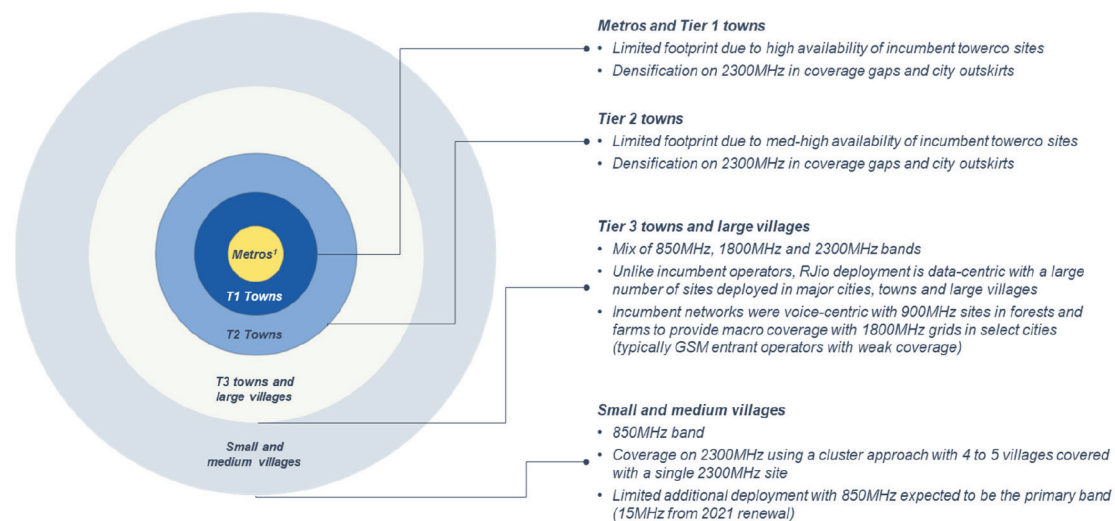 Metros and Tier 1 towns
• Limited footprint due to high availability of incumbent towerco sites
• Densification on 2300MHz in coverage gaps and city outskirts
Tier 2 towns
• Limited footprint due to med-high availability of incumbent towerco sites
• Densification on 2300MHz in coverage gaps and city outskirts
Tier 3 towns and large villages
• Mix of 850MHz, 1800MHz and 2300MHz bands
• Unlike incumbent operators, RJio deployment is data-centric with a large
number of sites deployed in major cities, towns and large villages
• Incumbent networks were voice-centric with 900MHz sites in forests and
farms to provide macro coverage with 1800MHz grids in select cities
(typically GSM entrant operators with weak coverage)
Small and medium villages
• 850MHz band
• Coverage on 2300MHz using a cluster approach with 4 to 5 villages covered
with a single 2300MHz site
• Limited additional deployment with 850MHz expected to be the primary band
(15MHz from 2021 renewal)
Metros¹
T1 Towns
T2 Towns
T3 towns and
large villages
Small and
medium villages